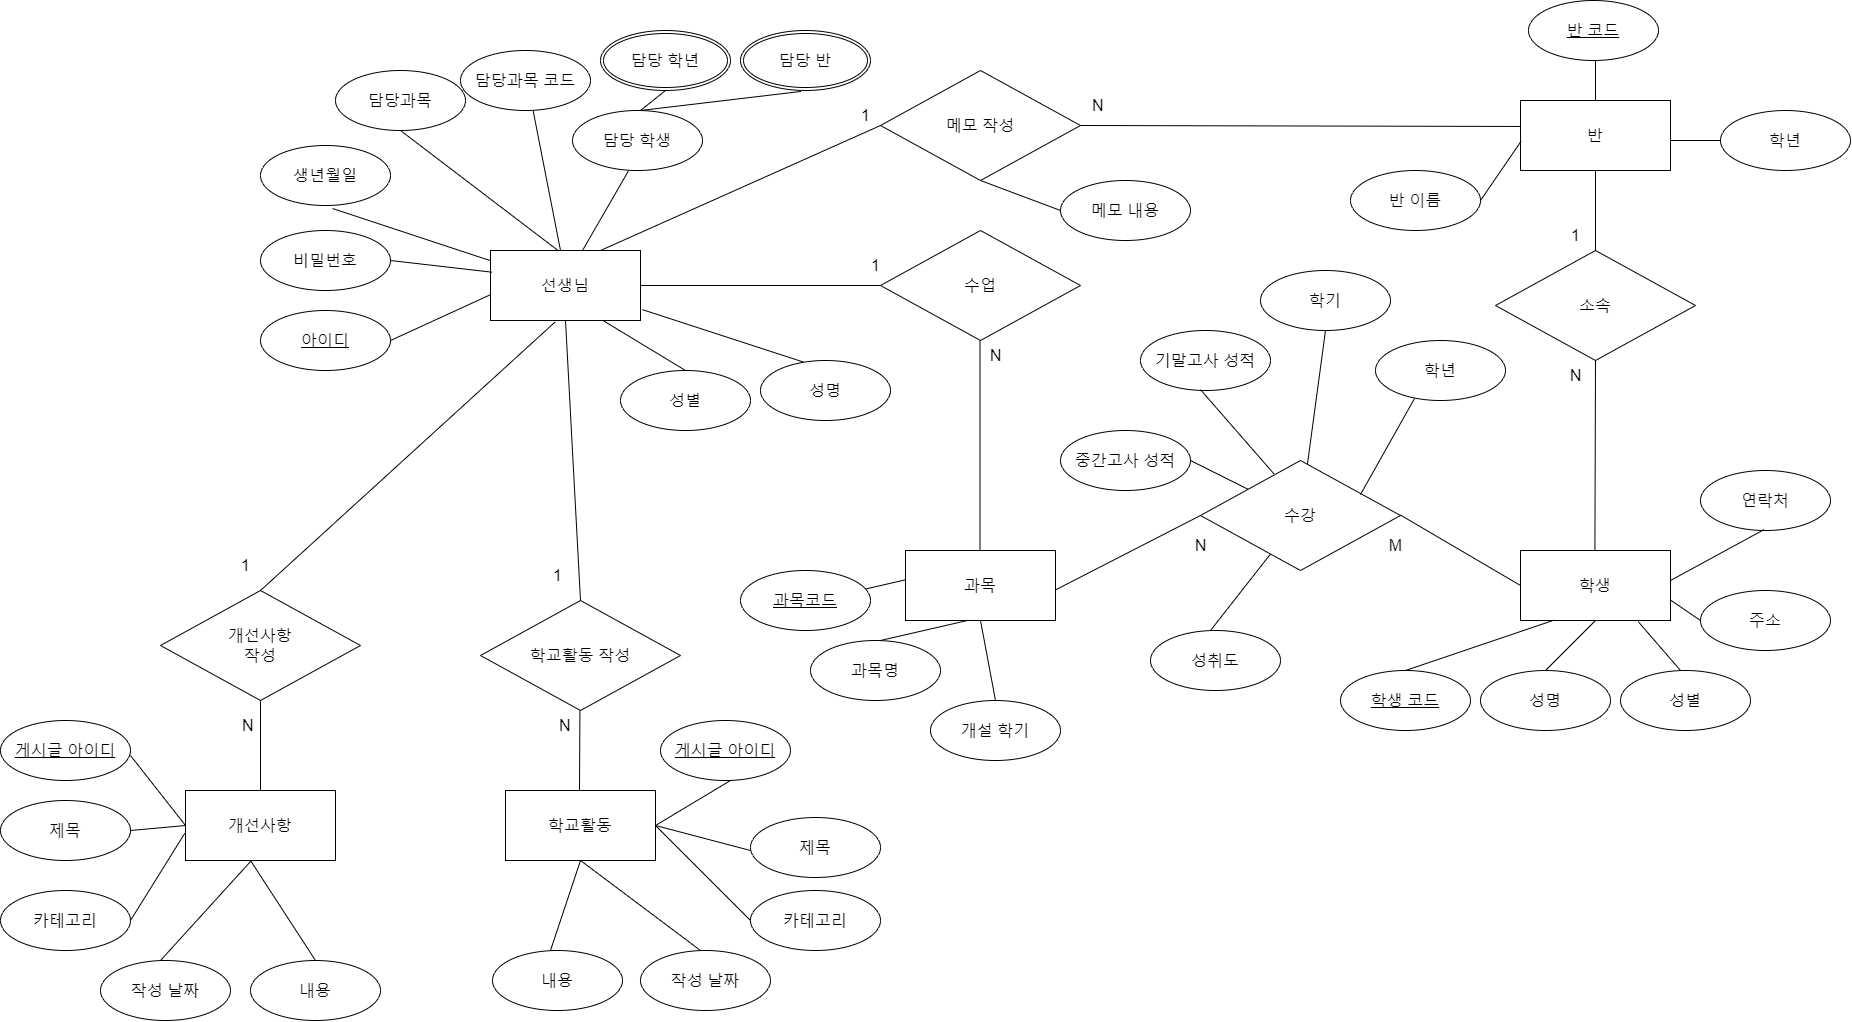 반 코드
담당 학년
담당 반
담당과목 코드
담당과목
담당 학생
1
메모 작성
N
반
학년
생년월일
메모 내용
반 이름
비밀번호
선생님
1
수업
1
소속
학기
아이디
N
기말고사 성적
학년
N
성별
성명
중간고사 성적
연락처
수강
N
M
1
1
과목코드
과목
학생
주소
개선사항
작성
학교활동 작성
과목명
성취도
학생 코드
성명
성별
N
N
개설 학기
게시글 아이디
게시글 아이디
제목
개선사항
학교활동
제목
카테고리
카테고리
작성 날짜
내용
내용
작성 날짜